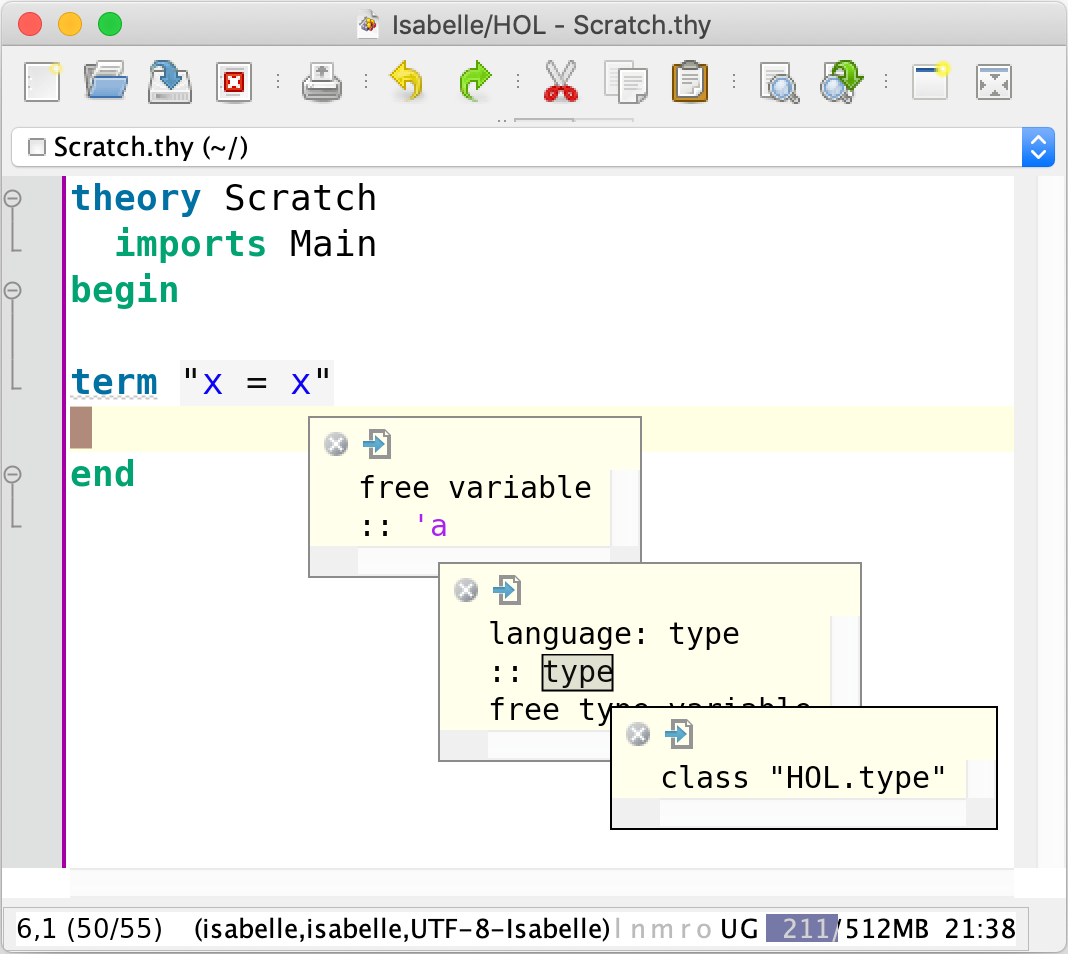 Isabelle/HOL - Scratch.thy
Scratch.thy (~/)
theory Scratch
imports Main
begin
term "x = x"
end
free variable
:: 'a
language: type
:: type
free type variable
class "HOL.type"
6,1 (50/55) (isabelle,isabelle,UTF-8-Isabelle) l n m r o UG 211/512MB 21:38